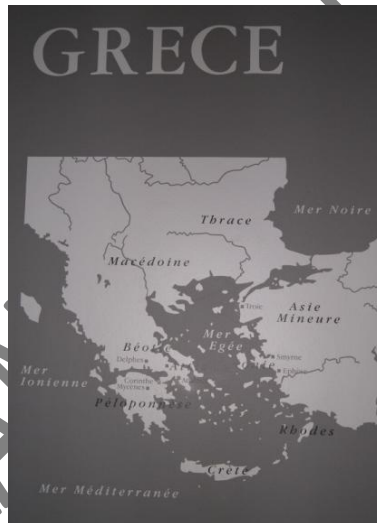 GRECE
Mer Noire
Thrace
Macédoine
Troie
Asie
Mineure
Mer
Egée
Béotie
Delphes
Smyrne
Ephèse
Mer
Ionienne
Corinthe
Mycènes
Péloponnèse
Rhodes
Crète
Mer Méditerranée